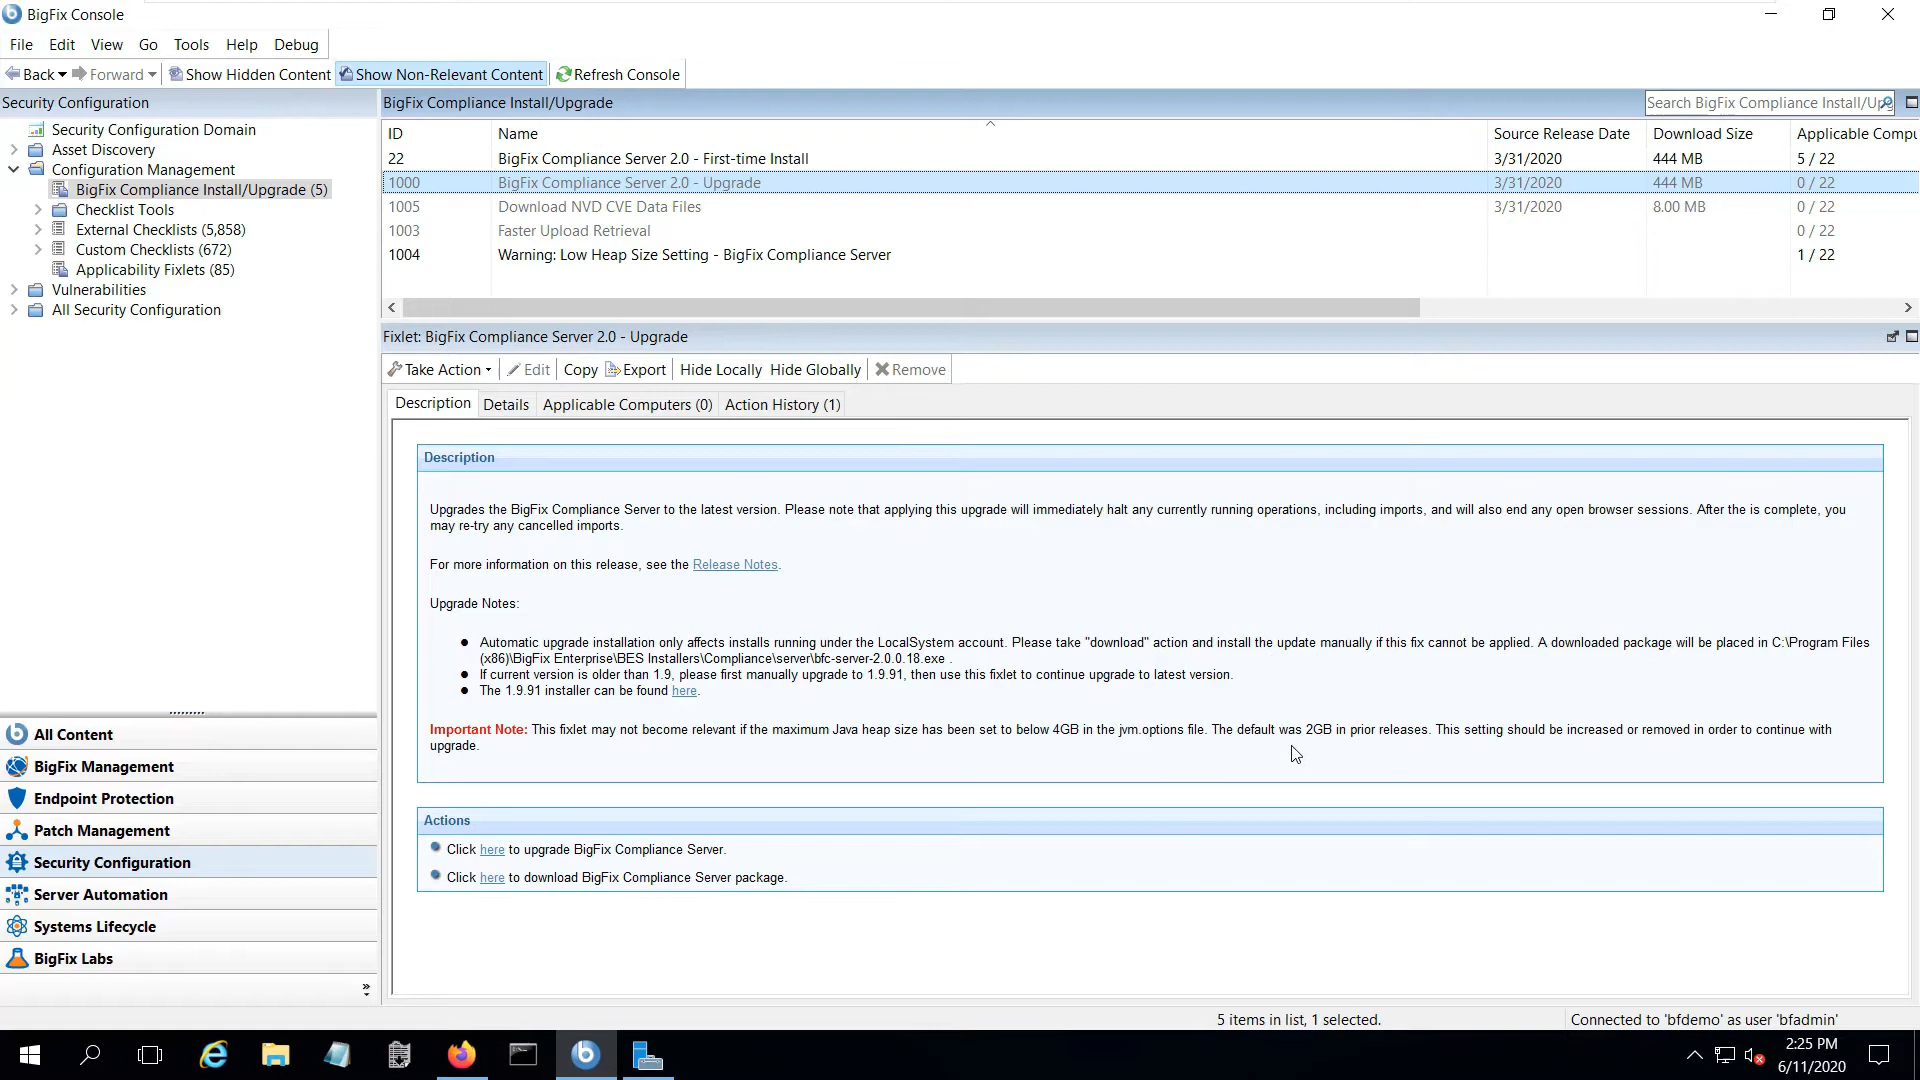 BigFix Console
File Edit View Go Tools Help Debug
Back Forward Show Hidden Content Show Non-Relevant Content Refresh Console
Security Configuration
Security Configuration Domain
Asset Discovery
Configuration Management
BigFix Compliance Install/Upgrade (5)
Checklist Tools
External Checklists (5,858)
Custom Checklists (672)
Applicability Fixlets (85)
Vulnerabilities
All Security Configuration
All Content
BigFix Management
Endpoint Protection
Patch Management
Security Configuration
Server Automation
Systems Lifecycle
BigFix Labs
»
BigFix Compliance Install/Upgrade Search BigFix Compliance Install/Upg
ID Name Source Release Date Download Size Applicable Compu
22 BigFix Compliance Server 2.0 - First-time Install 3/31/2020 444 MB 5 / 22
1000 BigFix Compliance Server 2.0 - Upgrade 3/31/2020 444 MB 0 / 22
1005 Download NVD CVE Data Files 3/31/2020 8.00 MB 0 / 22
1003 Faster Upload Retrieval 0 / 22
1004 Warning: Low Heap Size Setting - BigFix Compliance Server 1 / 22
Fixlet: BigFix Compliance Server 2.0 - Upgrade
Take Action Edit Copy Export Hide Locally Hide Globally Remove
Description Details Applicable Computers (0) Action History (1)
Description
Upgrades the BigFix Compliance Server to the latest version. Please note that applying this upgrade will immediately halt any currently running operations, including imports, and will also end any open browser sessions. After the is complete, you
may re-try any cancelled imports.
For more information on this release, see the Release Notes.
Upgrade Notes:
● Automatic upgrade installation only affects installs running under the LocalSystem account. Please take "download" action and install the update manually if this fix cannot be applied. A downloaded package will be placed in C:\Program Files
(x86)\BigFix Enterprise\BES Installers\Compliance\server\bfc-server-2.0.0.18.exe .
● If current version is older than 1.9, please first manually upgrade to 1.9.91, then use this fixlet to continue upgrade to latest version.
● The 1.9.91 installer can be found here.
Important Note: This fixlet may not become relevant if the maximum Java heap size has been set to below 4GB in the jvm.options file. The default was 2GB in prior releases. This setting should be increased or removed in order to continue with
upgrade.
Actions
Click here to upgrade BigFix Compliance Server.
Click here to download BigFix Compliance Server package.
5 items in list, 1 selected. Connected to 'bfdemo' as user 'bfadmin'
2:25 PM
6/11/2020